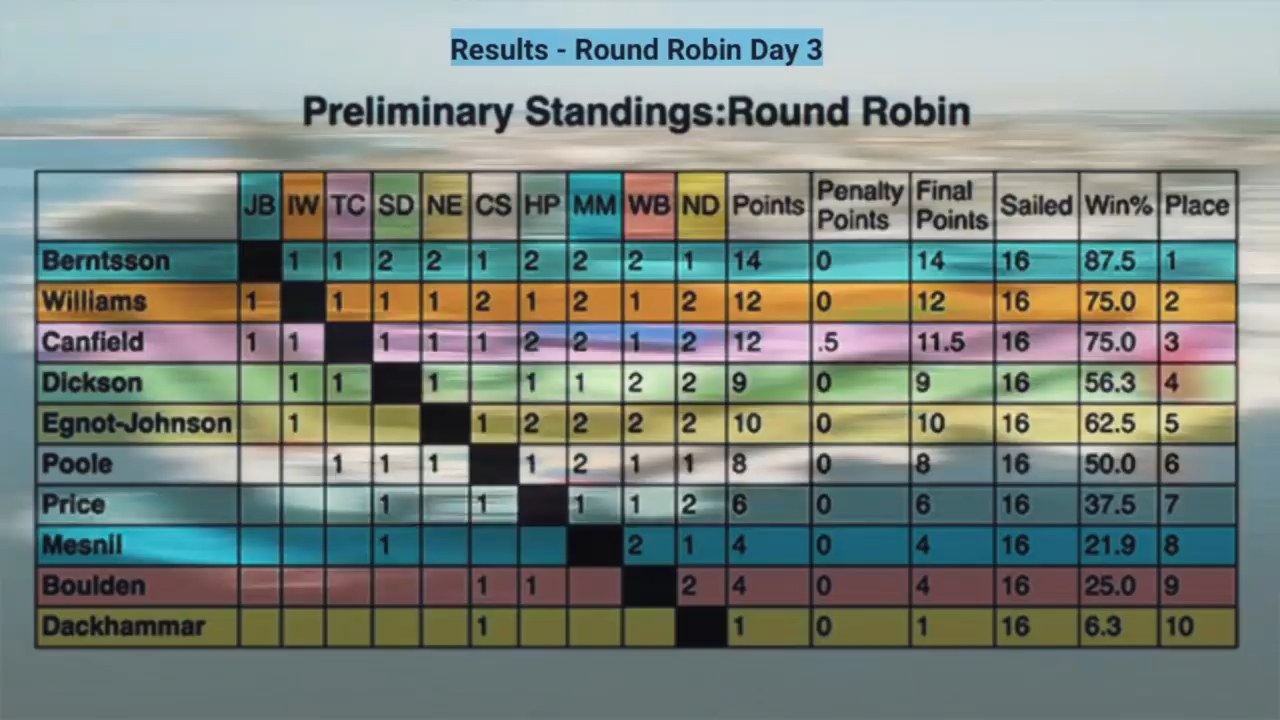 Results - Round Robin Day 3
Preliminary Standings:Round Robin
JB IW TC SD NE CS HP MM WB ND Points Penalty Points Final Points Sailed Win% Place
Berntsson 1 1 2 2 1 2 2 2 1 14 0 14 16 87.5 1
Williams 1 1 1 1 2 1 2 1 2 12 0 12 16 75.0 2
Canfield 1 1 1 1 1 2 2 1 2 12 .5 11.5 16 75.0 3
Dickson 1 1 1 1 1 2 2 9 0 9 16 56.3 4
Egnot-Johnson 1 1 2 2 2 2 10 0 10 16 62.5 5
Poole 1 1 1 1 2 1 1 8 0 8 16 50.0 6
Price 1 1 1 1 2 6 0 6 16 37.5 7
Mesnil 1 2 1 4 0 4 16 21.9 8
Boulden 1 1 2 4 0 4 16 25.0 9
Dackhammar 1 1 0 1 16 6.3 10